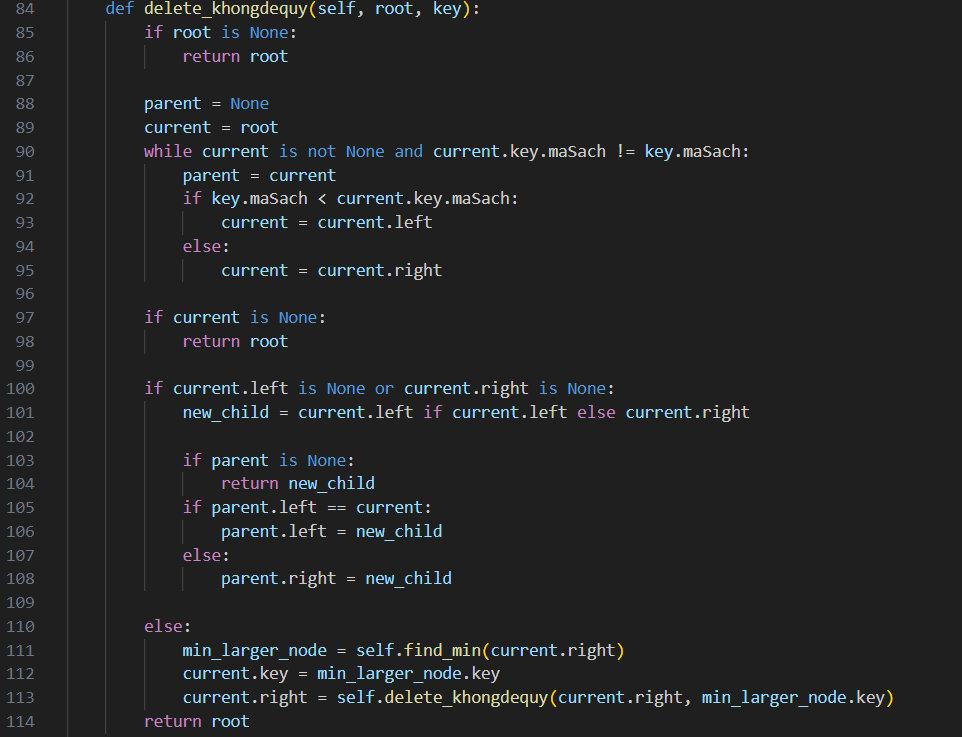 84 def delete_khongdequy(self, root, key):
85 if root is None:
86 return root
87
88 parent = None
89 current = root
90 while current is not None and current.key.maSach != key.maSach:
91 parent = current
92 if key.maSach < current.key.maSach:
93 current = current.left
94 else:
95 current = current.right
96
97 if current is None:
98 return root
99
100 if current.left is None or current.right is None:
101 new_child = current.left if current.left else current.right
102
103 if parent is None:
104 return new_child
105 if parent.left == current:
106 parent.left = new_child
107 else:
108 parent.right = new_child
109
110 else:
111 min_larger_node = self.find_min(current.right)
112 current.key = min_larger_node.key
113 current.right = self.delete_khongdequy(current.right, min_larger_node.key)
114 return root